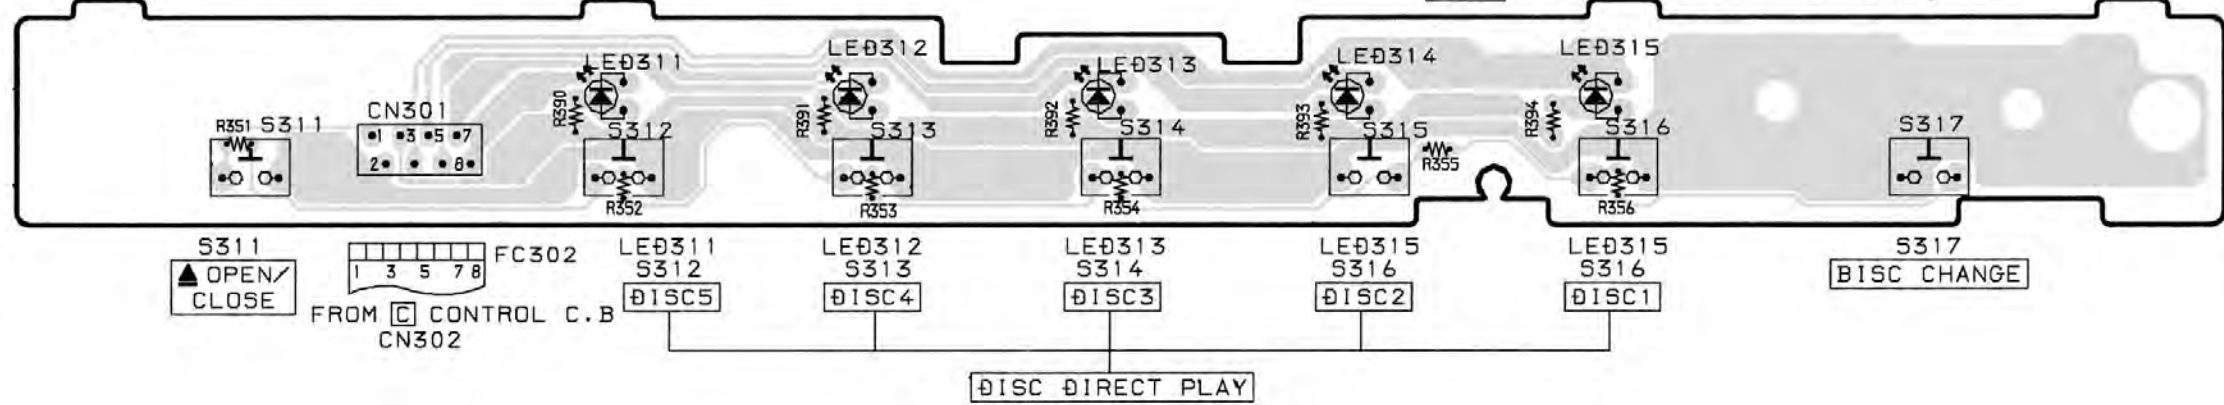 LED311
LED312
LED313
LED314
LED315
R390
R391
R392
R393
R394
CN301
1 3 5 7
2 8
R351 S311
S312
S313
S314
S315
S316
S317
R352
R353
R354
R355
R356
S311
▲ OPEN/
CLOSE
FC302
1 3 5 7 8
FROM C CONTROL C.B
CN302
LED311
S312
DISC5
LED312
S313
DISC4
LED313
S314
DISC3
LED315
S316
DISC2
LED315
S316
DISC1
S317
BISC CHANGE
DISC DIRECT PLAY